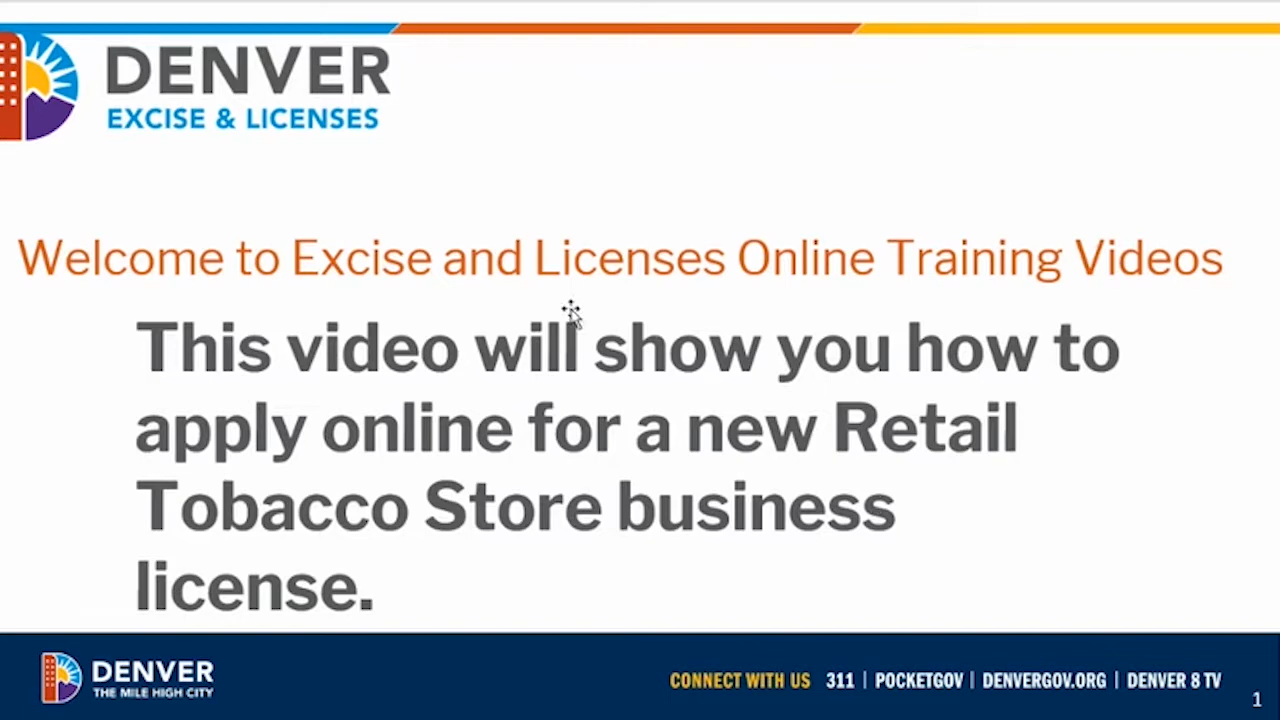 DENVER
EXCISE & LICENSES
Welcome to Excise and Licenses Online Training Videos
This video will show you how to
apply online for a new Retail
Tobacco Store business
license.
DENVER
THE MILE HIGH CITY
CONNECT WITH US 311 | POCKETGOV | DENVERGOV.ORG | DENVER 8 TV
1